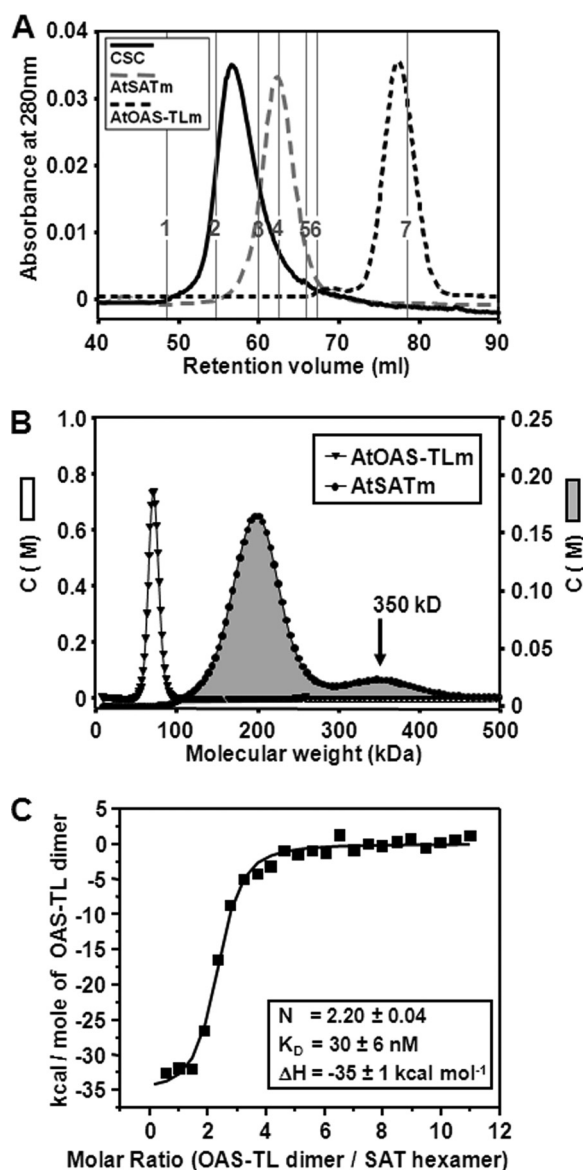 A
0.04
0.03
0.02
0.01
0
Absorbance at 280nm
CSC
AtSATm
AtOAS-TLm
1
2
3
4
5
6
7
40
50
60
70
80
90
Retention volume (ml)
B
1.0
0.8
0.6
0.4
0.2
0
C ( M)
AtOAS-TLm
AtSATm
350 kD
0.25
0.20
0.15
0.10
0.05
0
C ( M)
0
100
200
300
400
500
Molecular weight (kDa)
C
5
0
-5
-10
-15
-20
-25
-30
-35
kcal / mole of OAS-TL dimer
N = 2.20 ± 0.04
K_D = 30 ± 6 nM
ΔH = -35 ± 1 kcal mol⁻¹
0
2
4
6
8
10
12
Molar Ratio (OAS-TL dimer / SAT hexamer)